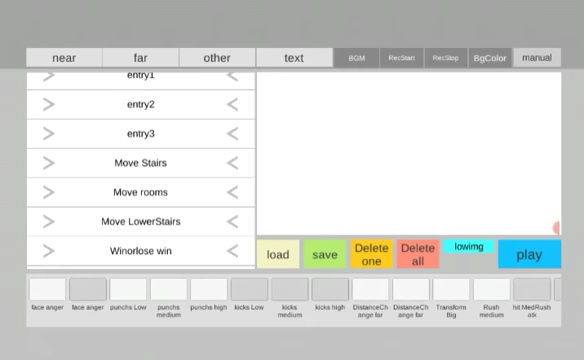 near far other text BGM RecStart RecStop BgColor manual
entry1
entry2
entry3
Move Stairs
Move rooms
Move LowerStairs
Winorlose win
load save Delete one Delete all lowimg play
face anger face anger punchs Low punchs medium punchs high kicks Low kicks medium kicks high DistanceCh ange far DistanceCh ange far Transform Big Rush medium hit MedRush atk